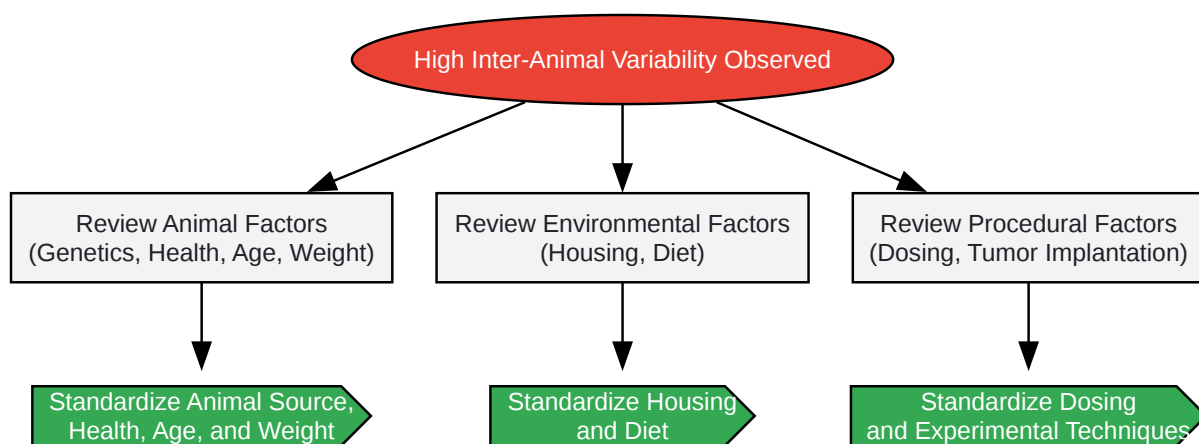 High Inter-Animal Variability Observed
Review Animal Factors
(Genetics, Health, Age, Weight)
Review Environmental Factors
(Housing, Diet)
Review Procedural Factors
(Dosing, Tumor Implantation)
Standardize Animal Source,
Health, Age, and Weight
Standardize Housing
and Diet
Standardize Dosing
and Experimental Techniques